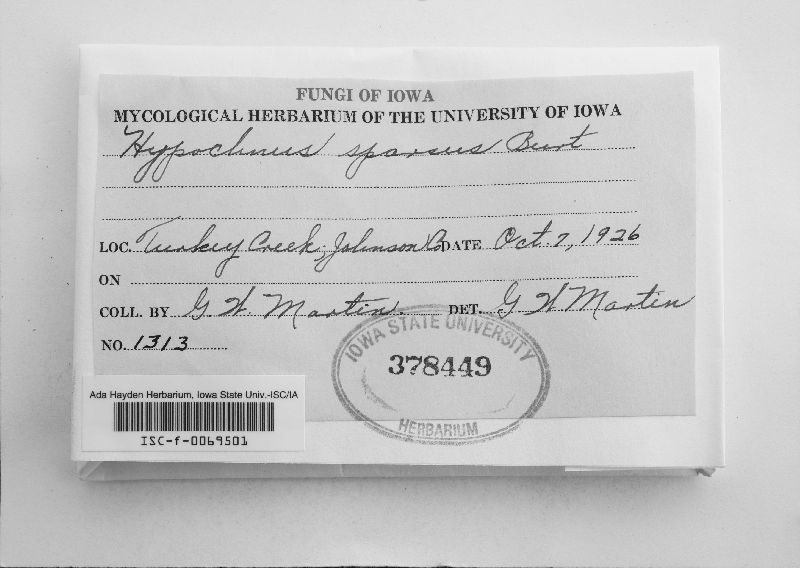 FUNGI OF IOWA
MYCOLOGICAL HERBARIUM OF THE UNIVERSITY OF IOWA
Hypochnus sparsus Burt
LOC. Turkey Creek, Johnson Co. DATE Oct. 7, 1926
ON
COLL. BY G W Martin. DET. G W Martin
NO. 1313
IOWA STATE UNIVERSITY
378449
HERBARIUM
Ada Hayden Herbarium, Iowa State Univ.-ISC/IA
ISC-f-0069501